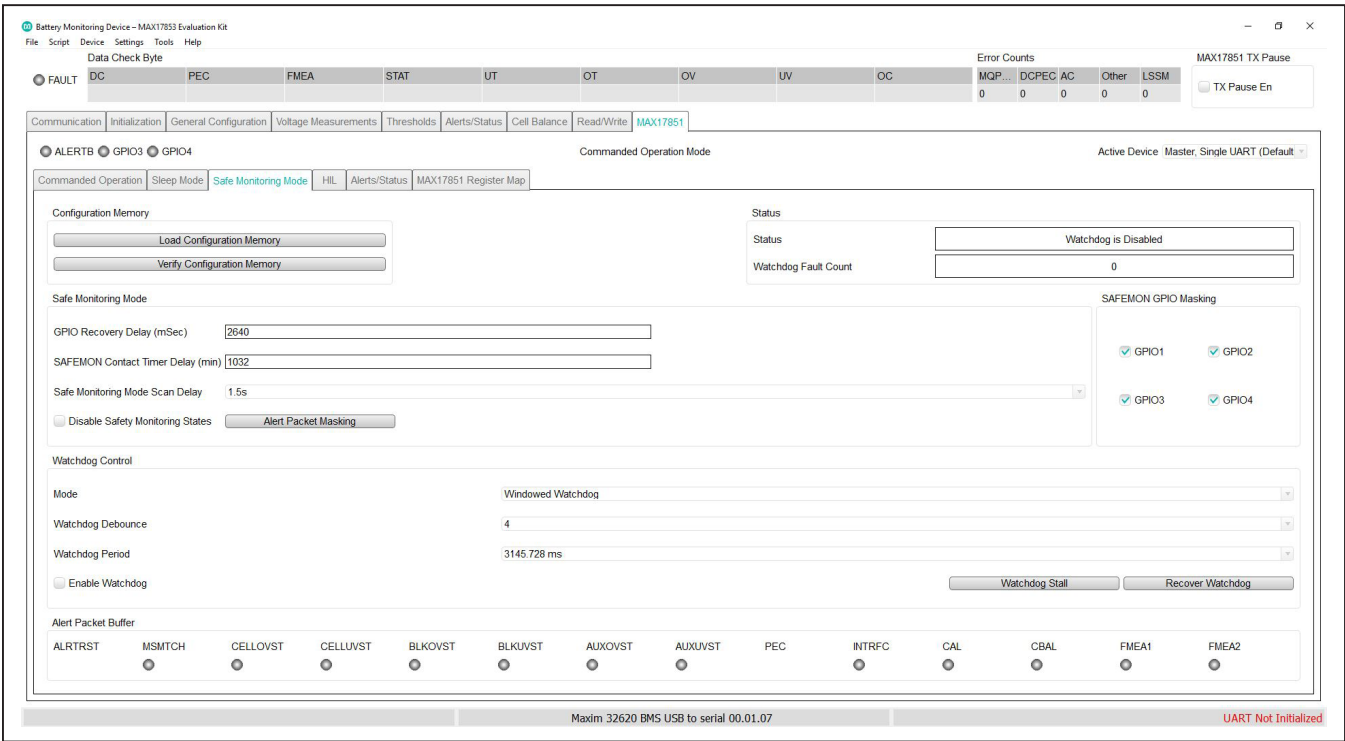 Battery Monitoring Device – MAX17853 Evaluation Kit
File Script Device Settings Tools Help
Data Check Byte Error Counts MAX17851 TX Pause
FAULT DC PEC FMEA STAT UT OT OV UV OC MQP... DCPEC AC Other LSSM
0 0 0 0 0 TX Pause En
Communication Initialization General Configuration Voltage Measurements Thresholds Alerts/Status Cell Balance Read/Write MAX17851
ALERTB GPIO3 GPIO4 Commanded Operation Mode Active Device Master, Single UART (Default
Commanded Operation Sleep Mode Safe Monitoring Mode HIL Alerts/Status MAX17851 Register Map
Configuration Memory Status
Load Configuration Memory Status Watchdog is Disabled
Verify Configuration Memory Watchdog Fault Count 0
Safe Monitoring Mode SAFEMON GPIO Masking
GPIO Recovery Delay (mSec) 2640
GPIO1 GPIO2
SAFEMON Contact Timer Delay (min) 1032
Safe Monitoring Mode Scan Delay 1.5s
GPIO3 GPIO4
Disable Safety Monitoring States Alert Packet Masking
Watchdog Control
Mode Windowed Watchdog
Watchdog Debounce 4
Watchdog Period 3145.728 ms
Enable Watchdog Watchdog Stall Recover Watchdog
Alert Packet Buffer
ALRTRST MSMTCH CELLOVST CELLUVST BLKOVST BLKUVST AUXOVST AUXUVST PEC INTRFC CAL CBAL FMEA1 FMEA2
Maxim 32620 BMS USB to serial 00.01.07 UART Not Initialized